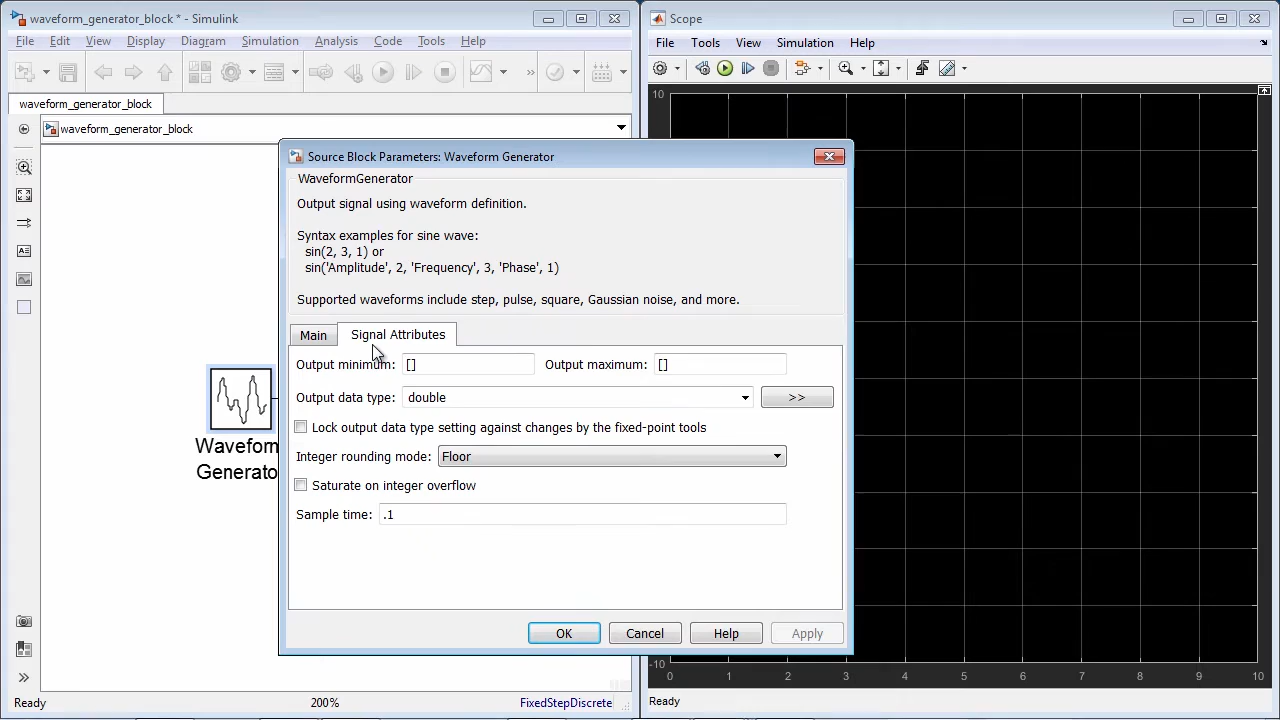 waveform_generator_block * - Simulink
File Edit View Display Diagram Simulation Analysis Code Tools Help
waveform_generator_block
waveform_generator_block
Waveform
Generato
Ready 200% FixedStepDiscrete
Scope
File Tools View Simulation Help
10
-10
0 1 2 3 4 5 6 7 8 9 10
Ready
Source Block Parameters: Waveform Generator
WaveformGenerator
Output signal using waveform definition.
Syntax examples for sine wave:
sin(2, 3, 1) or
sin('Amplitude', 2, 'Frequency', 3, 'Phase', 1)
Supported waveforms include step, pulse, square, Gaussian noise, and more.
Main Signal Attributes
Output minimum: [] Output maximum: []
Output data type: double >>
Lock output data type setting against changes by the fixed-point tools
Integer rounding mode: Floor
Saturate on integer overflow
Sample time: .1
OK Cancel Help Apply